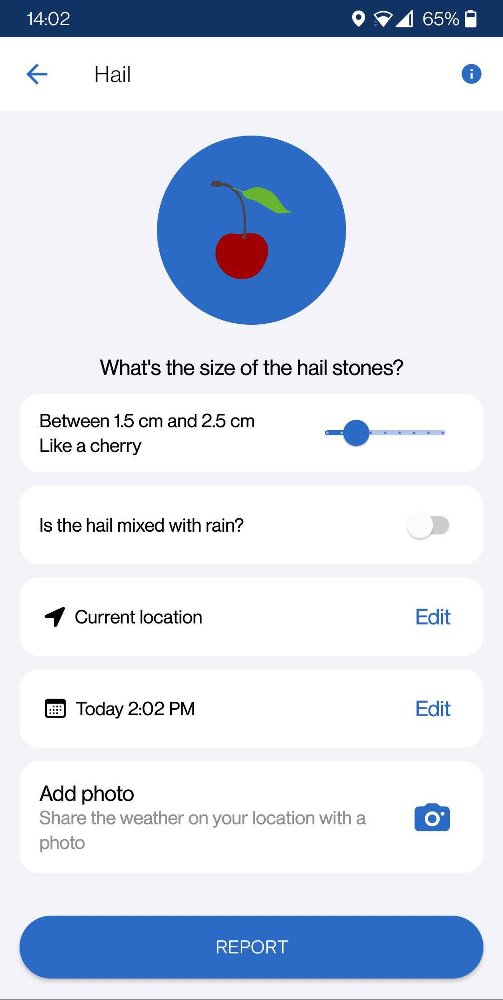 14:02
65%
Hail
What's the size of the hail stones?
Between 1.5 cm and 2.5 cm
Like a cherry
Is the hail mixed with rain?
Current location
Edit
Today 2:02 PM
Edit
Add photo
Share the weather on your location with a
photo
REPORT